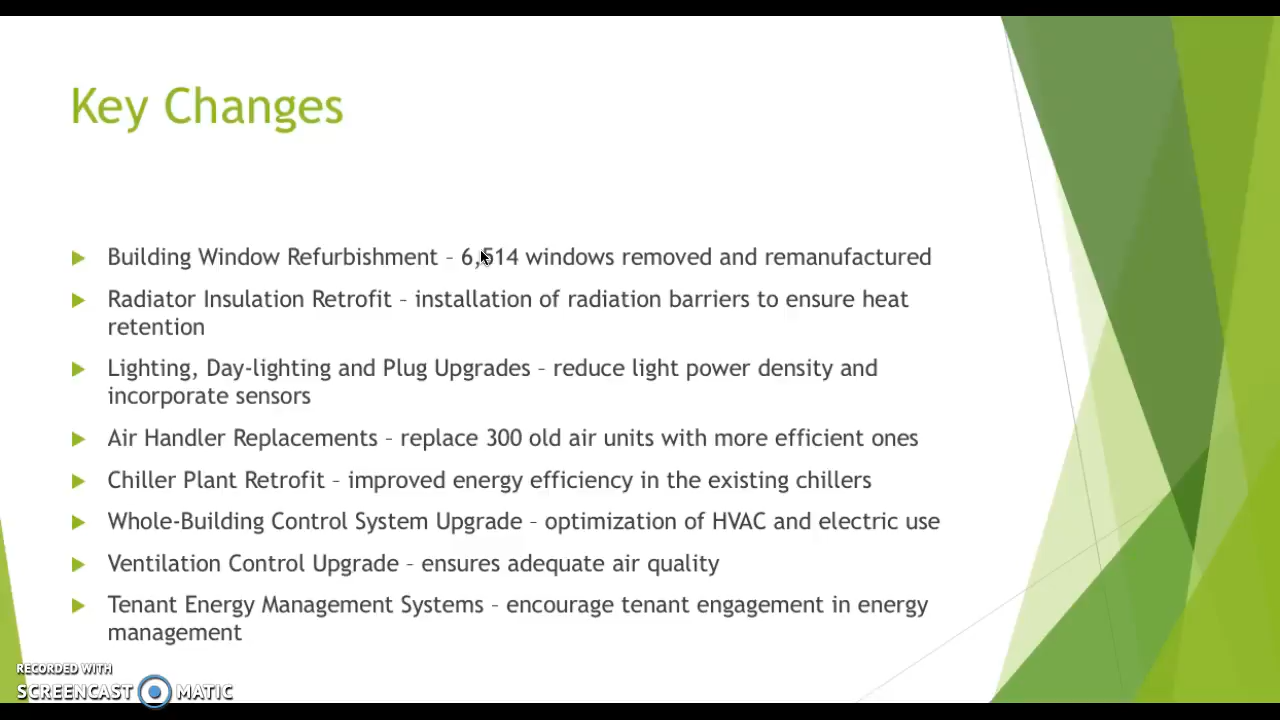 Key Changes
Building Window Refurbishment – 6,514 windows removed and remanufactured
Radiator Insulation Retrofit – installation of radiation barriers to ensure heat
retention
Lighting, Day-lighting and Plug Upgrades – reduce light power density and
incorporate sensors
Air Handler Replacements – replace 300 old air units with more efficient ones
Chiller Plant Retrofit – improved energy efficiency in the existing chillers
Whole-Building Control System Upgrade – optimization of HVAC and electric use
Ventilation Control Upgrade – ensures adequate air quality
Tenant Energy Management Systems – encourage tenant engagement in energy
management
RECORDED WITH
SCREENCAST MATIC